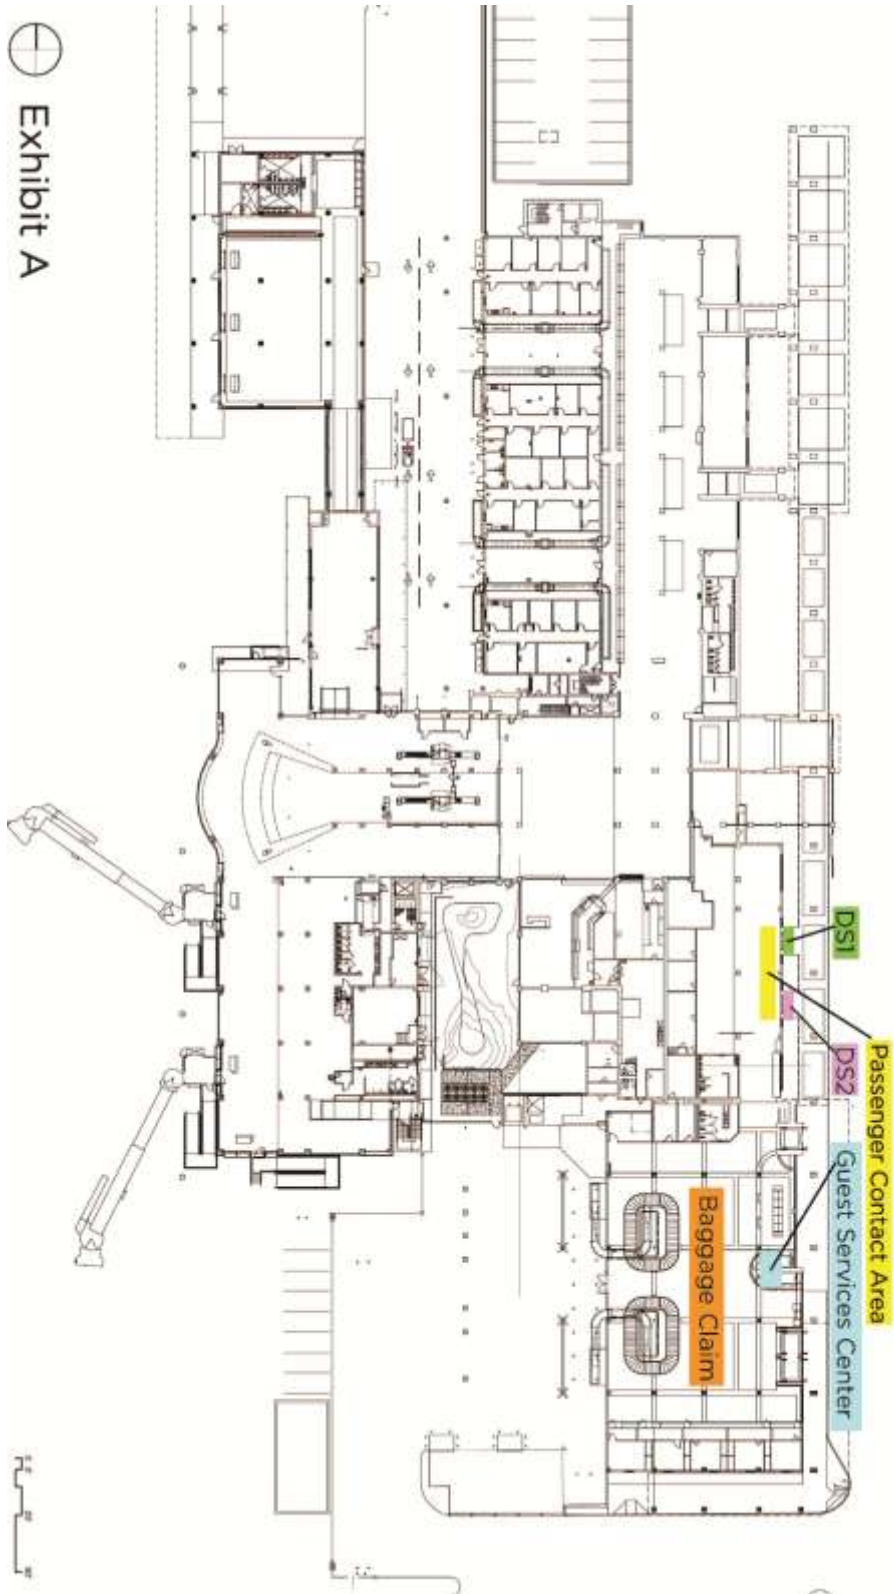 Exhibit A
DS1
Passenger Contact Area
DS2
Guest Services Center
Baggage Claim